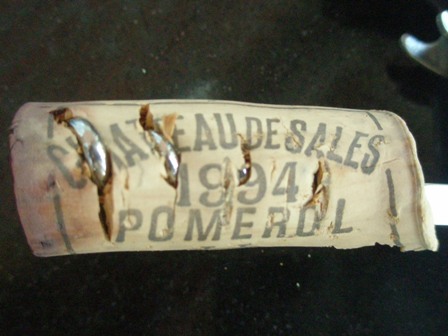 CHATEAU DE SALES
1994
POMEROL